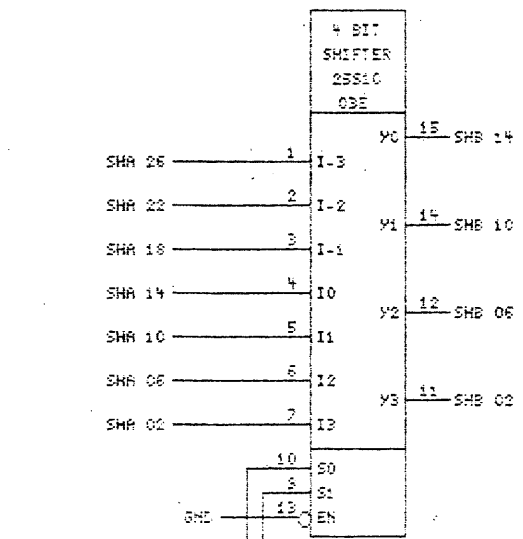 4 BIT
SHIFTER
25S10
03E
15
Y0
SHB 14
1
SHA 26
I-3
2
SHA 22
I-2
14
Y1
SHB 10
3
SHA 18
I-1
4
SHA 14
I0
12
Y2
SHB 06
5
SHA 10
I1
6
SHA 06
I2
11
Y3
SHB 02
7
SHA 02
I3
10
S0
9
S1
13
GND
EN